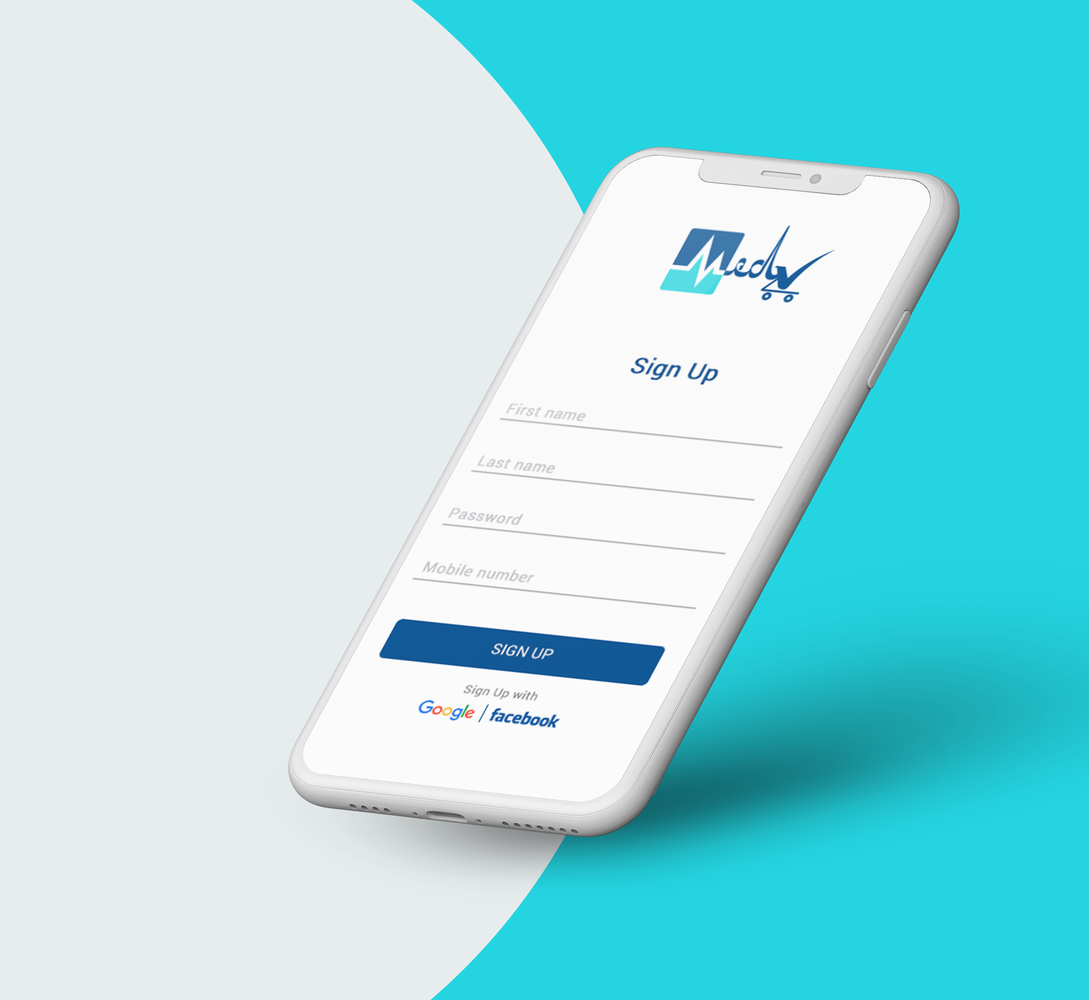 Medv
Sign Up
First name
Last name
Password
Mobile number
SIGN UP
Sign Up with
Google | facebook